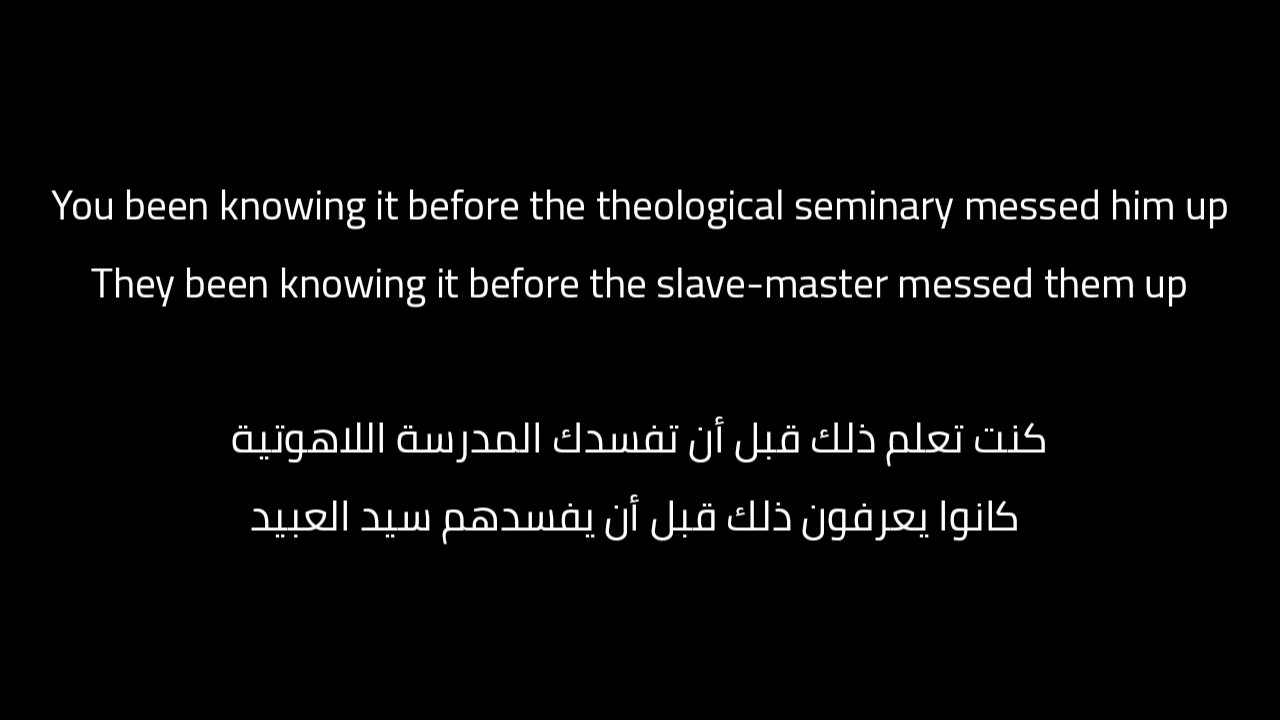 You been knowing it before the theological seminary messed him up
They been knowing it before the slave-master messed them up
كنت تعلم ذلك قبل أن تفسدك المدرسة اللاهوتية
كانوا يعرفون ذلك قبل أن يفسدهم سيد العبيد